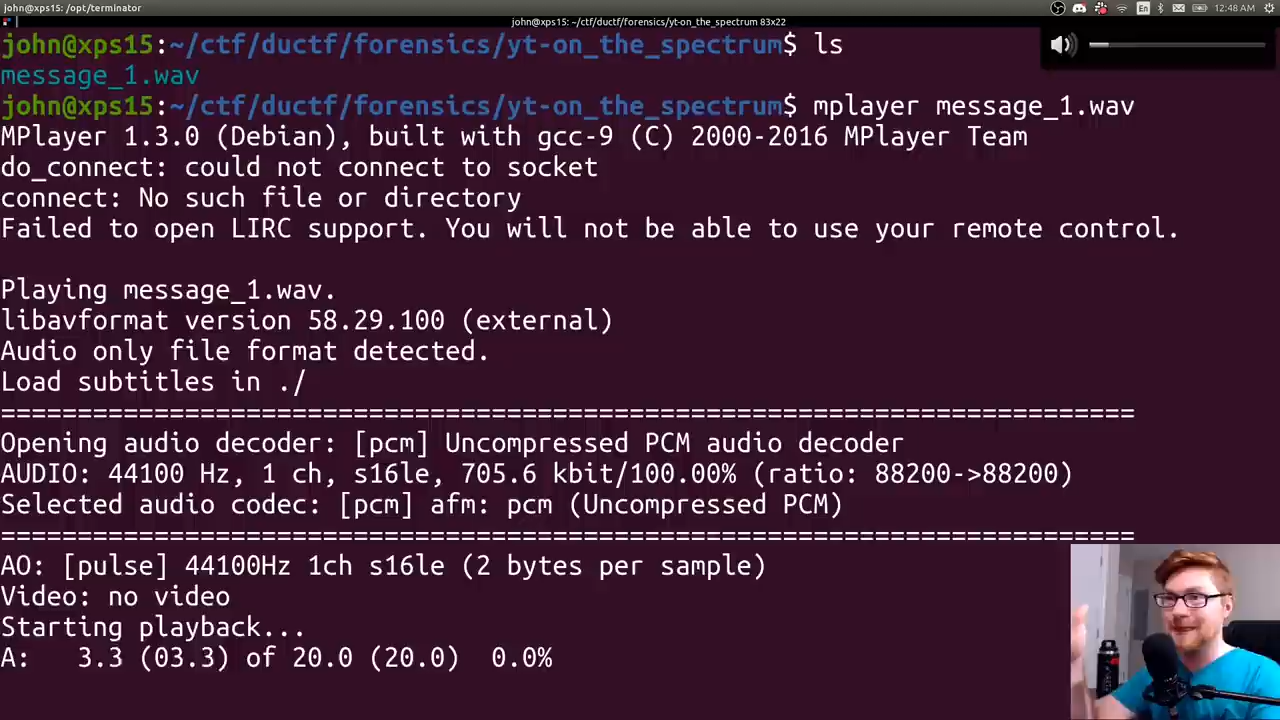 john@xps15: /opt/terminator
En
12:48 AM
john@xps15: ~/ctf/ductf/forensics/yt-on_the_spectrum 83x22
john@xps15:~/ctf/ductf/forensics/yt-on_the_spectrum$ ls
message_1.wav
john@xps15:~/ctf/ductf/forensics/yt-on_the_spectrum$ mplayer message_1.wav
MPlayer 1.3.0 (Debian), built with gcc-9 (C) 2000-2016 MPlayer Team
do_connect: could not connect to socket
connect: No such file or directory
Failed to open LIRC support. You will not be able to use your remote control.
Playing message_1.wav.
libavformat version 58.29.100 (external)
Audio only file format detected.
Load subtitles in ./
==========================================================================
Opening audio decoder: [pcm] Uncompressed PCM audio decoder
AUDIO: 44100 Hz, 1 ch, s16le, 705.6 kbit/100.00% (ratio: 88200->88200)
Selected audio codec: [pcm] afm: pcm (Uncompressed PCM)
==========================================================================
AO: [pulse] 44100Hz 1ch s16le (2 bytes per sample)
Video: no video
Starting playback...
A:   3.3 (03.3) of 20.0 (20.0)  0.0%